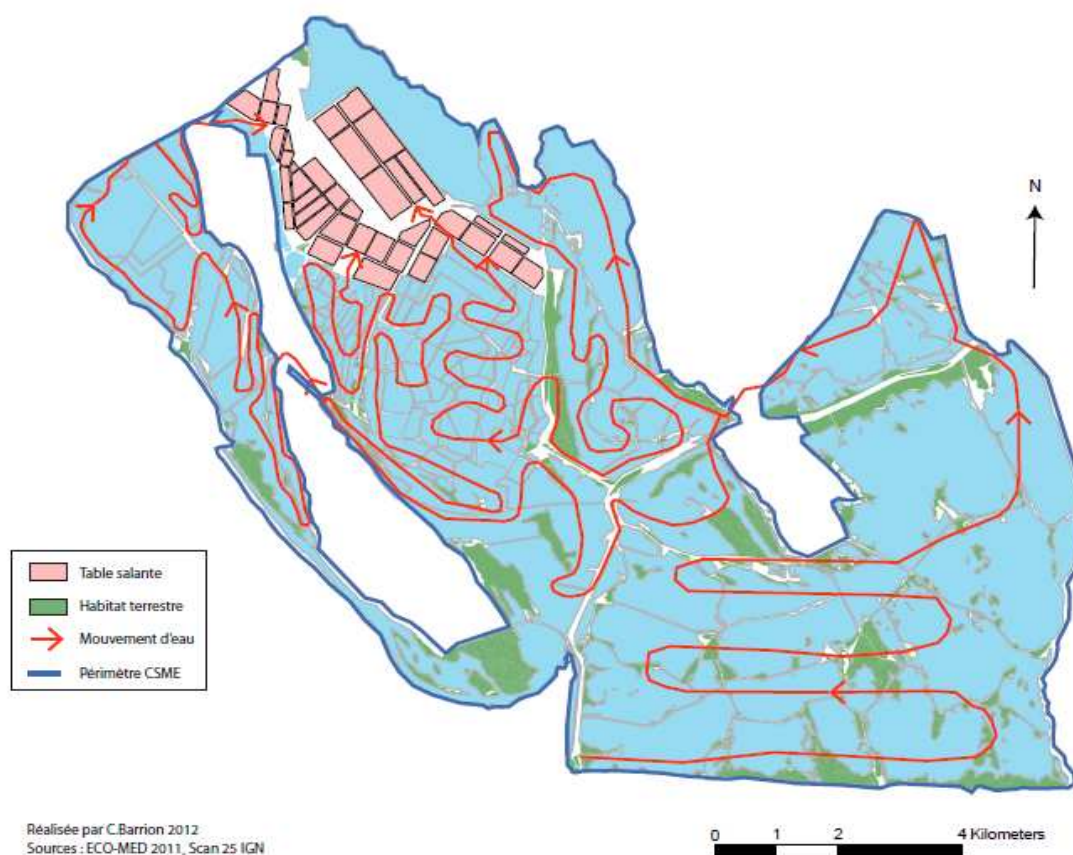 N
Table salante
Habitat terrestre
Mouvement d'eau
Périmètre CSME
Réalisée par C.Barrion 2012
Sources : ECO-MED 2011, Scan 25 IGN
0 1 2 4 Kilometers